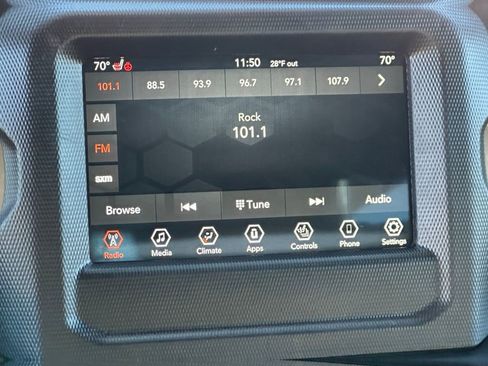 70° 11:50 28°F out 70°
101.1 88.5 93.9 96.7 97.1 107.9
AM
Rock
101.1
FM
sxm
Browse Tune Audio
Radio Media Climate Apps Controls Phone Settings